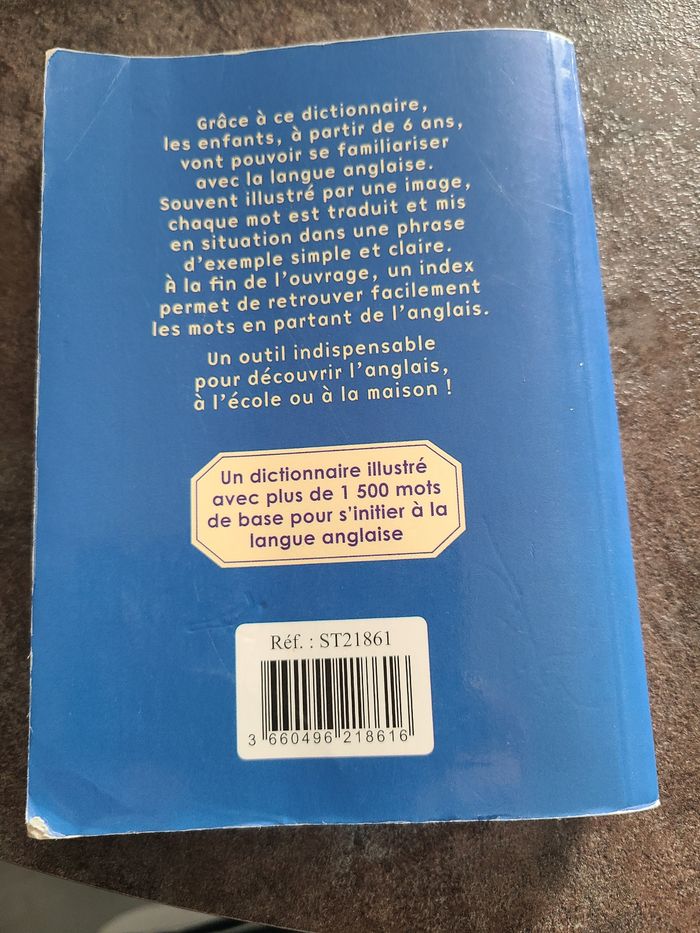 Grâce à ce dictionnaire,
les enfants, à partir de 6 ans,
vont pouvoir se familiariser
avec la langue anglaise.
Souvent illustré par une image,
chaque mot est traduit et mis
en situation dans une phrase
d'exemple simple et claire.
À la fin de l'ouvrage, un index
permet de retrouver facilement
les mots en partant de l'anglais.
Un outil indispensable
pour découvrir l'anglais,
à l'école ou à la maison !
Un dictionnaire illustré
avec plus de 1 500 mots
de base pour s'initier à la
langue anglaise
Réf. : ST21861
3 660496 218616